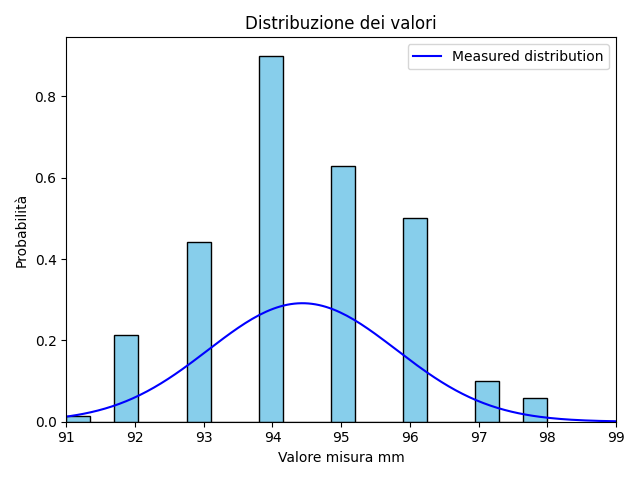 Distribuzione dei valori
Measured distribution
Probabilità
0.8
0.6
0.4
0.2
0.0
91 92 93 94 95 96 97 98 99
Valore misura mm